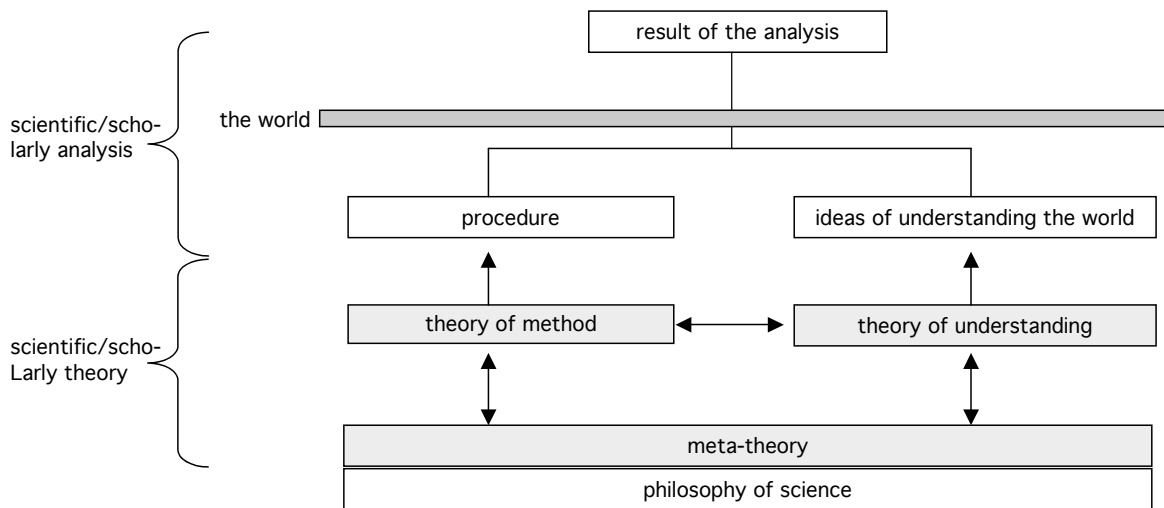 result of the analysis
scientific/scho-
larly analysis
the world
procedure
ideas of understanding the world
theory of method
theory of understanding
scientific/scho-
Larly theory
meta-theory
philosophy of science